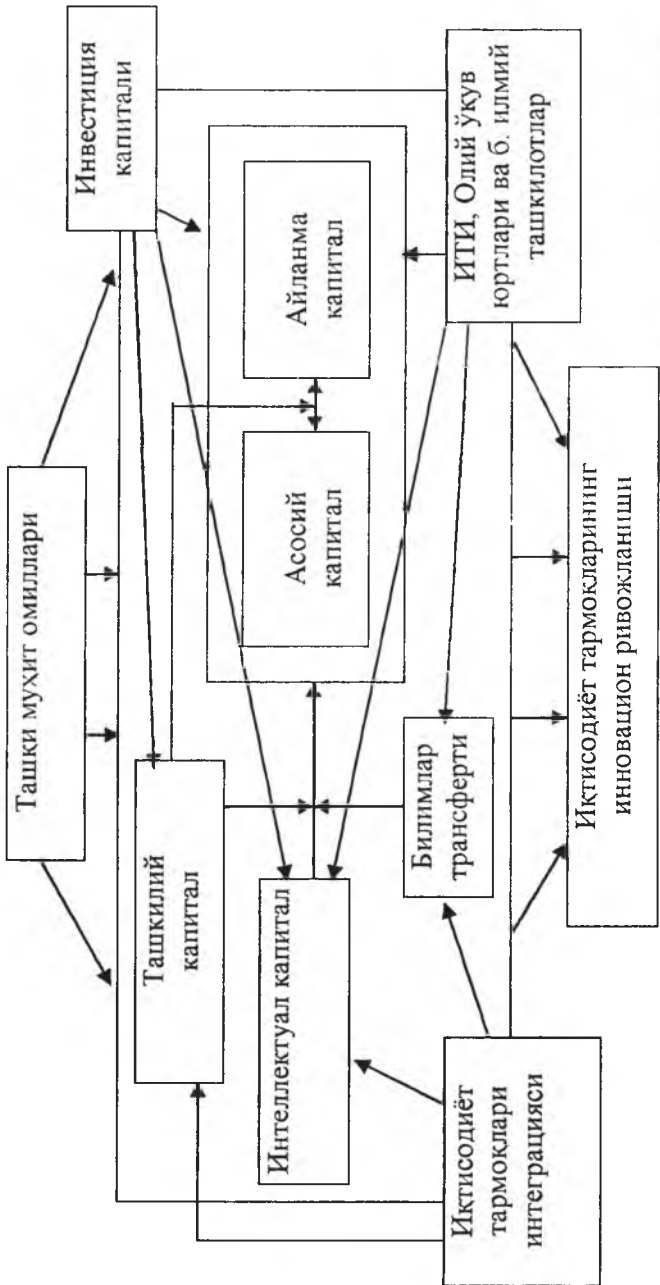 Ташки мухит омиллари
Инвестиция
капитали
Ташкилий
капитал
Асосий
капитал
Айланма
капитал
Интеллектуал капитал
Билимлар
трансферти
Иктисодиёт
тармоклари
интеграцияси
ИТИ, Олий ўкув
юртлари ва б. илмий
ташкилотлар
Иктисодиёт тармокларининг
инновацион ривожланиши